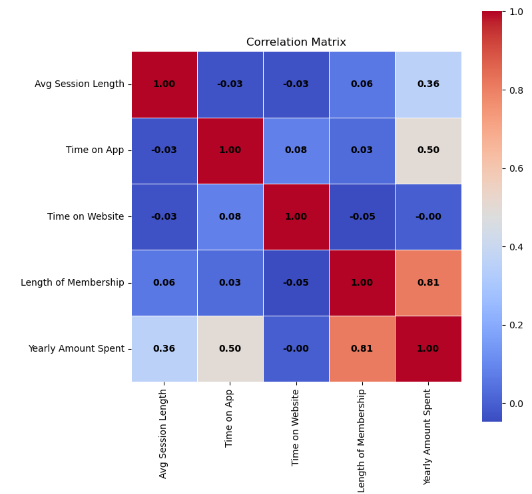 Correlation Matrix
Avg Session Length 1.00 -0.03 -0.03 0.06 0.36
Time on App -0.03 1.00 0.08 0.03 0.50
Time on Website -0.03 0.08 1.00 -0.05 -0.00
Length of Membership 0.06 0.03 -0.05 1.00 0.81
Yearly Amount Spent 0.36 0.50 -0.00 0.81 1.00
Avg Session Length
Time on App
Time on Website
Length of Membership
Yearly Amount Spent
1.0
0.8
0.6
0.4
0.2
0.0